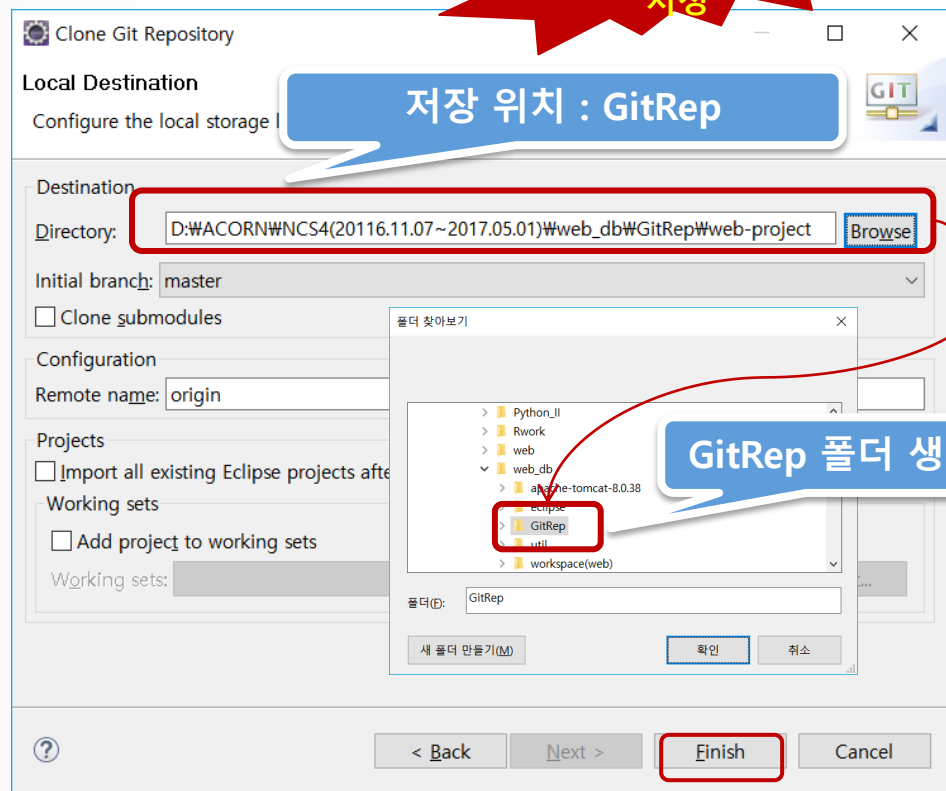 저장
Clone Git Repository
Local Destination
Configure the local storage
저장 위치 : GitRep
GIT
Destination
Directory:
D:₩ACORN₩NCS4(20116.11.07~2017.05.01)₩web_db₩GitRep₩web-project
Browse
Initial branch: master
Clone submodules
폴더 찾아보기
Configuration
Remote name: origin
Python_II
Rwork
web
web_db
apache-tomcat-8.0.38
eclipse
GitRep
util
workspace(web)
GitRep 폴더 생
Projects
Import all existing Eclipse projects afte
Working sets
Add project to working sets
Working sets:
폴더(F): GitRep
새 폴더 만들기(M)
확인
취소
< Back
Next >
Finish
Cancel